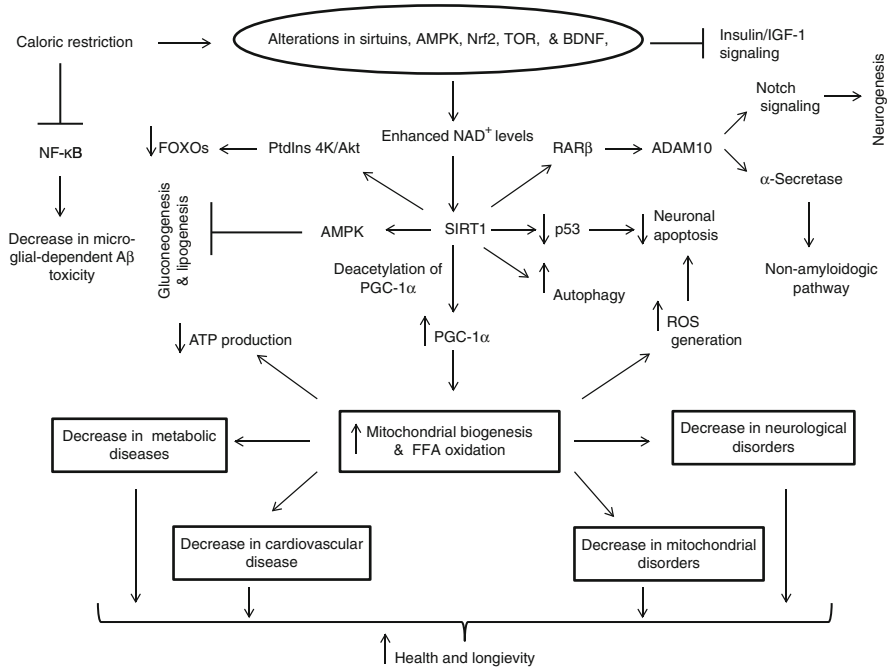 Caloric restriction
Alterations in sirtuins, AMPK, Nrf2, TOR, & BDNF,
Insulin/IGF-1
signaling
Notch
signaling
Neurogenesis
NF-κB
FOXOs
PtdIns 4K/Akt
Enhanced NAD⁺ levels
RARβ
ADAM10
α-Secretase
Decrease in micro-
glial-dependent Aβ
toxicity
Gluconeogenesis
& lipogenesis
AMPK
SIRT1
p53
Neuronal
apoptosis
Non-amyloidogic
pathway
Deacetylation of
PGC-1α
Autophagy
PGC-1α
ROS
generation
ATP production
Decrease in metabolic
diseases
Mitochondrial biogenesis
& FFA oxidation
Decrease in neurological
disorders
Decrease in cardiovascular
disease
Decrease in mitochondrial
disorders
Health and longievity